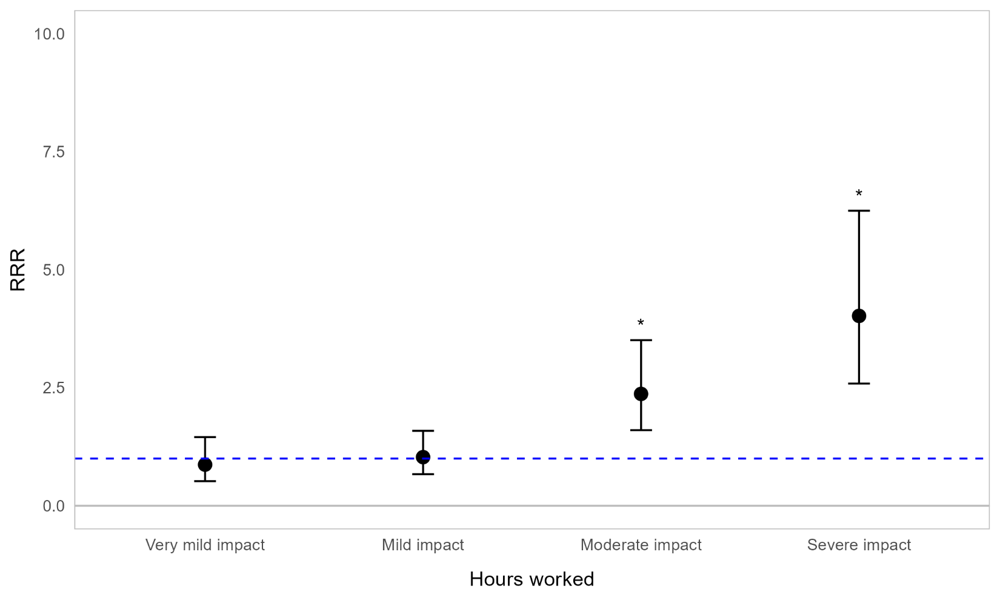 10.0
7.5
5.0
2.5
0.0
RRR
*
*
Very mild impact
Mild impact
Moderate impact
Severe impact
Hours worked